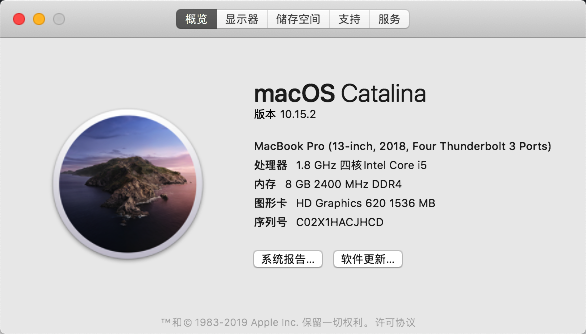 概览 显示器 储存空间 支持 服务
macOS Catalina
版本 10.15.2
MacBook Pro (13-inch, 2018, Four Thunderbolt 3 Ports)
处理器 1.8 GHz 四核Intel Core i5
内存 8 GB 2400 MHz DDR4
图形卡 HD Graphics 620 1536 MB
序列号 C02X1HACJHCD
系统报告... 软件更新...
™和© 1983-2019 Apple Inc. 保留一切权利。 许可协议